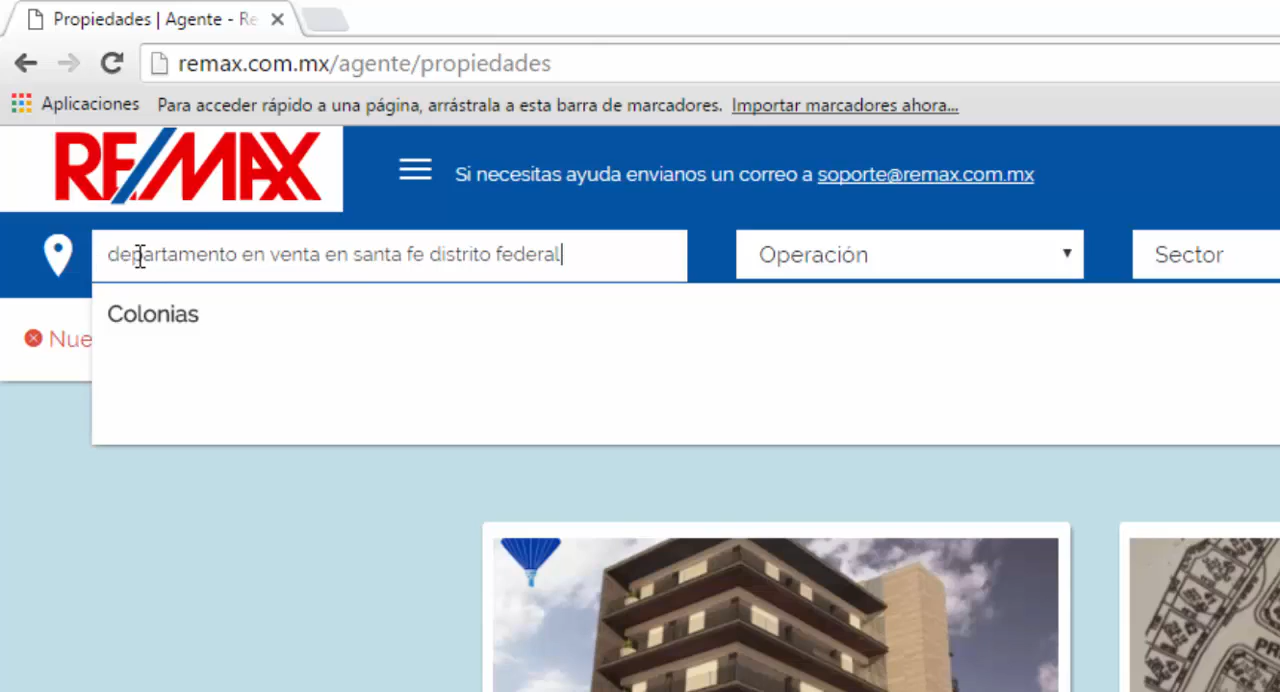 Propiedades | Agente - Re
remax.com.mx/agente/propiedades
Aplicaciones Para acceder rápido a una página, arrástrala a esta barra de marcadores. Importar marcadores ahora...
RE/MAX
Si necesitas ayuda envianos un correo a soporte@remax.com.mx
departamento en venta en santa fe distrito federal
Operación
Sector
Colonias
Nue
PR